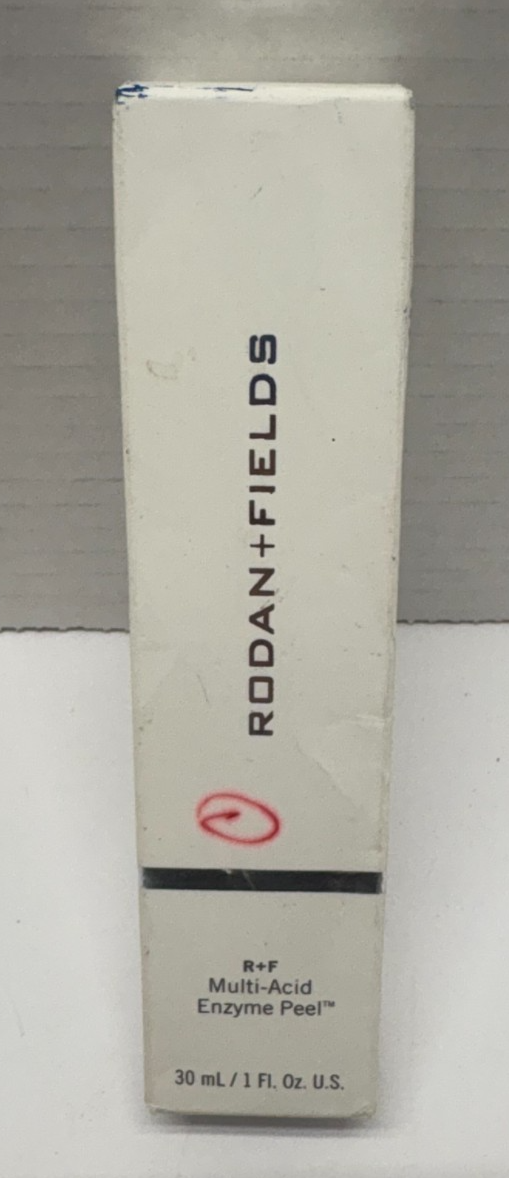 RODAN+FIELDS
R+F
Multi-Acid
Enzyme Peel™
30 mL / 1 Fl. Oz. U.S.